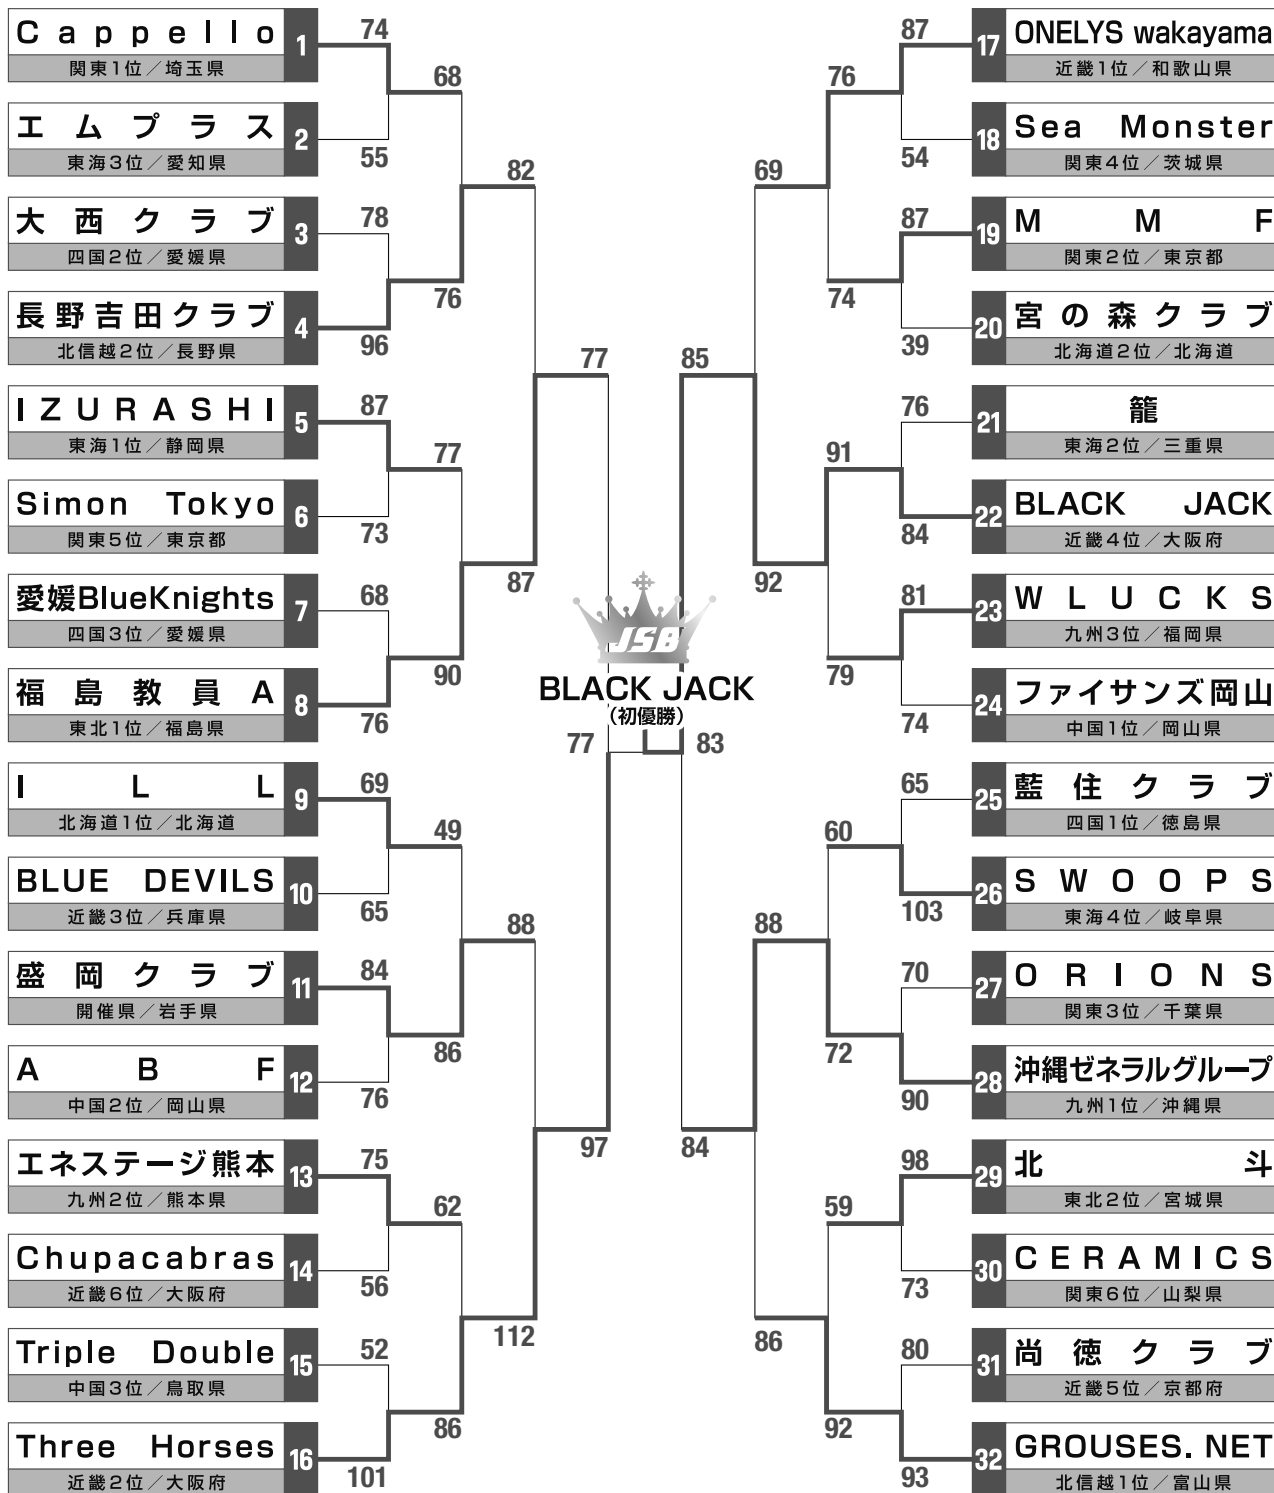 Cappello
1
関東1位／埼玉県
74
68
エムプラス
2
東海3位／愛知県
55
82
大西クラブ
3
四国2位／愛媛県
78
76
長野吉田クラブ
4
北信越2位／長野県
96
77
IZURASHI
5
東海1位／静岡県
87
77
Simon Tokyo
6
関東5位／東京都
73
87
愛媛BlueKnights
7
四国3位／愛媛県
68
90
福島教員A
8
東北1位／福島県
76
77
ILL
9
北海道1位／北海道
69
49
BLUE DEVILS
10
近畿3位／兵庫県
65
88
盛岡クラブ
11
開催県／岩手県
84
86
ABF
12
中国2位／岡山県
76
97
エネステージ熊本
13
九州2位／熊本県
75
62
Chupacabras
14
近畿6位／大阪府
56
112
Triple Double
15
中国3位／鳥取県
52
86
Three Horses
16
近畿2位／大阪府
101
JSB
BLACK JACK
（初優勝）
87
17
ONELYS wakayama
近畿1位／和歌山県
76
18
Sea Monster
関東4位／茨城県
54
69
87
19
MMF
関東2位／東京都
74
20
宮の森クラブ
北海道2位／北海道
39
85
76
21
籠
東海2位／三重県
91
22
BLACK JACK
近畿4位／大阪府
84
92
81
23
WLUCKS
九州3位／福岡県
79
24
ファイサンズ岡山
中国1位／岡山県
74
83
65
25
藍住クラブ
四国1位／徳島県
60
26
SWOOPS
東海4位／岐阜県
103
88
70
27
ORIONS
関東3位／千葉県
72
28
沖縄ゼネラルグループ
九州1位／沖縄県
90
84
98
29
北斗
東北2位／宮城県
59
30
CERAMICS
関東6位／山梨県
73
86
80
31
尚徳クラブ
近畿5位／京都府
92
32
GROUSES. NET
北信越1位／富山県
93